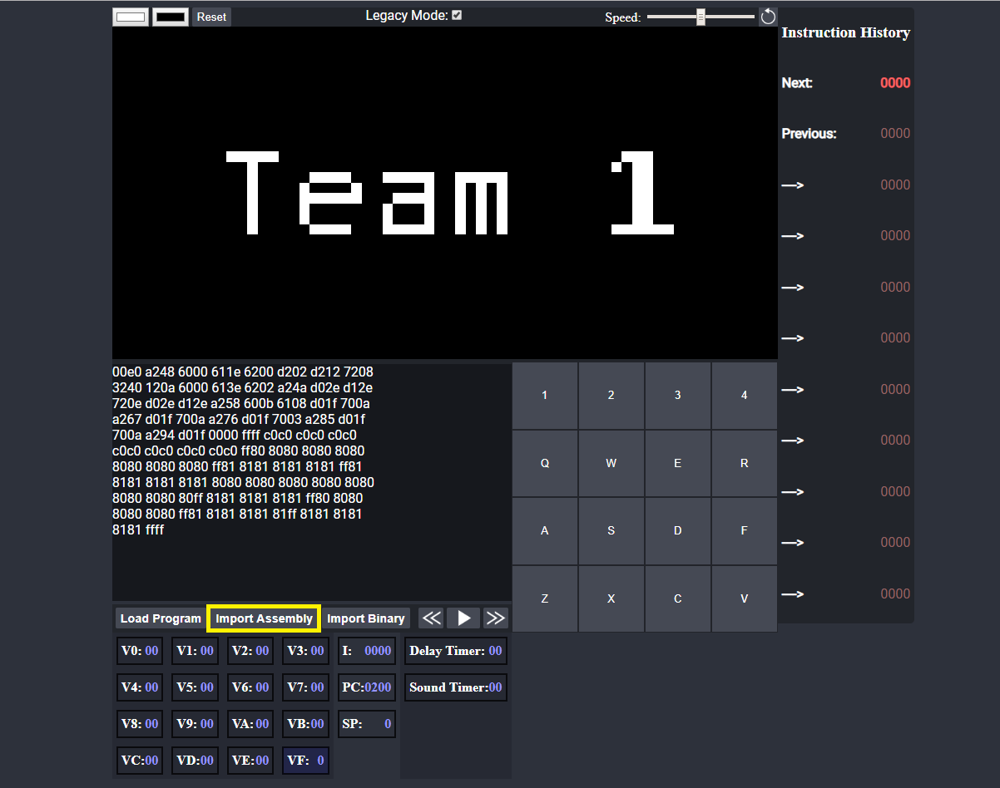 Reset
Legacy Mode:
Speed:
Team 1
00e0 a248 6000 611e 6200 d202 d212 7208
3240 120a 6000 613e 6202 a24a d02e d12e
720e d02e d12e a258 600b 6108 d01f 700a
a267 d01f 700a a276 d01f 7003 a285 d01f
700a a294 d01f 0000 ffff c0c0 c0c0 c0c0
c0c0 c0c0 c0c0 c0c0 ff80 8080 8080 8080
8080 8080 8080 ff81 8181 8181 8181 ff81
8181 8181 8181 8080 8080 8080 8080 8080
8080 8080 80ff 8181 8181 8181 ff80 8080
8080 8080 ff81 8181 8181 81ff 8181 8181
8181 ffff
1 2 3 4
Q W E R
A S D F
Z X C V
Load Program Import Assembly Import Binary
V0: 00 V1: 00 V2: 00 V3: 00 I: 0000 Delay Timer: 00
V4: 00 V5: 00 V6: 00 V7: 00 PC:0200 Sound Timer:00
V8: 00 V9: 00 VA: 00 VB:00 SP: 0
VC:00 VD:00 VE:00 VF: 0
Instruction History
Next: 0000
Previous: 0000
—> 0000
—> 0000
—> 0000
—> 0000
—> 0000
—> 0000
—> 0000
—> 0000
—> 0000